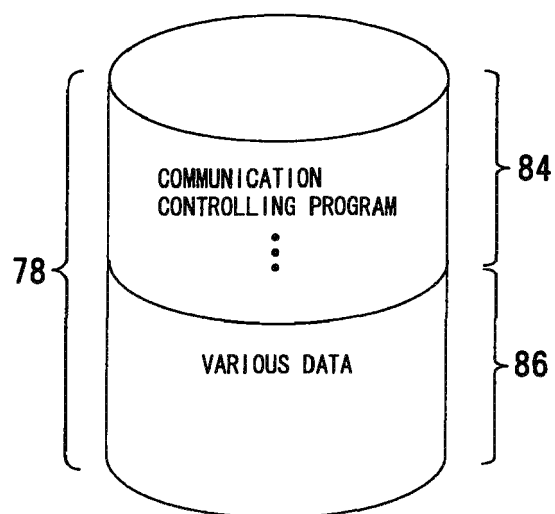 COMMUNICATION
CONTROLLING PROGRAM
84
78
VARIOUS DATA
86